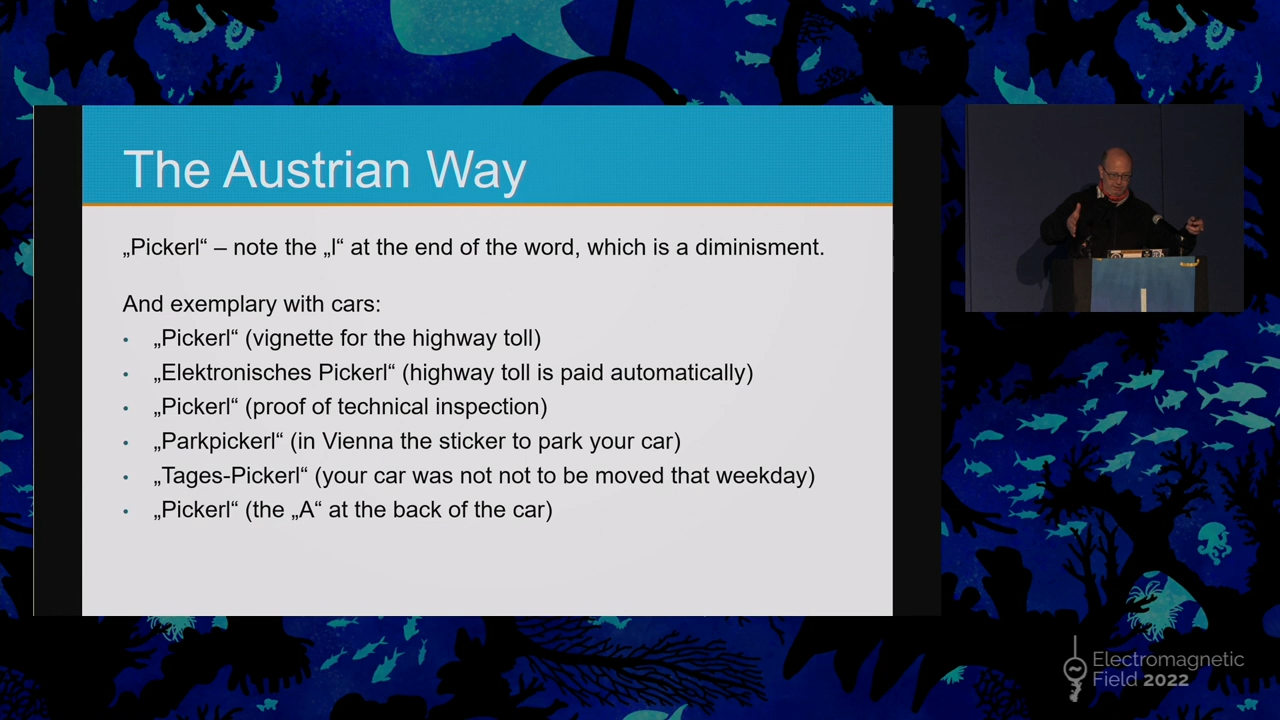 The Austrian Way
„Pickerl“ – note the „l“ at the end of the word, which is a diminisment.
And exemplary with cars:
• „Pickerl“ (vignette for the highway toll)
• „Elektronisches Pickerl“ (highway toll is paid automatically)
• „Pickerl“ (proof of technical inspection)
• „Parkpickerl“ (in Vienna the sticker to park your car)
• „Tages-Pickerl“ (your car was not not to be moved that weekday)
• „Pickerl“ (the „A“ at the back of the car)
Electromagnetic
Field 2022